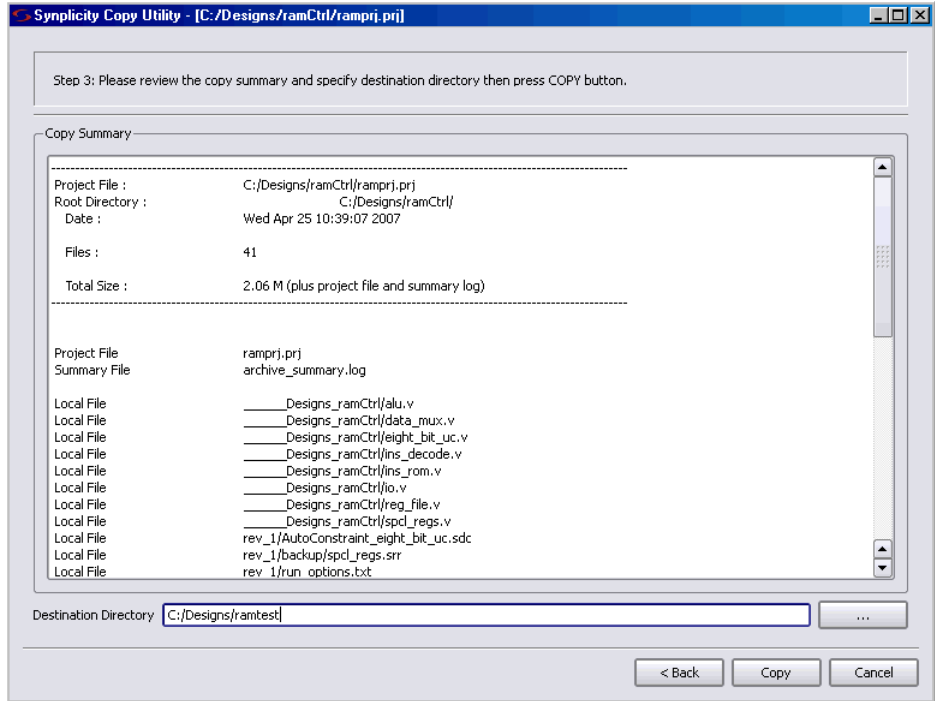 Synplicity Copy Utility - [C:/Designs/ramCtrl/ramprj.prj]
Step 3: Please review the copy summary and specify destination directory then press COPY button.
Copy Summary
Project File : C:/Designs/ramCtrl/ramprj.prj
Root Directory : C:/Designs/ramCtrl/
Date : Wed Apr 25 10:39:07 2007
Files : 41
Total Size : 2.06 M (plus project file and summary log)
Project File ramprj.prj
Summary File archive_summary.log
Local File ______Designs_ramCtrl/alu.v
Local File ______Designs_ramCtrl/data_mux.v
Local File ______Designs_ramCtrl/eight_bit_uc.v
Local File ______Designs_ramCtrl/ins_decode.v
Local File ______Designs_ramCtrl/ins_rom.v
Local File ______Designs_ramCtrl/io.v
Local File ______Designs_ramCtrl/reg_file.v
Local File ______Designs_ramCtrl/spcl_regs.v
Local File rev_1/AutoConstraint_eight_bit_uc.sdc
Local File rev_1/backup/spcl_regs.srr
Local File rev_1/run_options.txt
Destination Directory C:/Designs/ramtest ...
< Back Copy Cancel